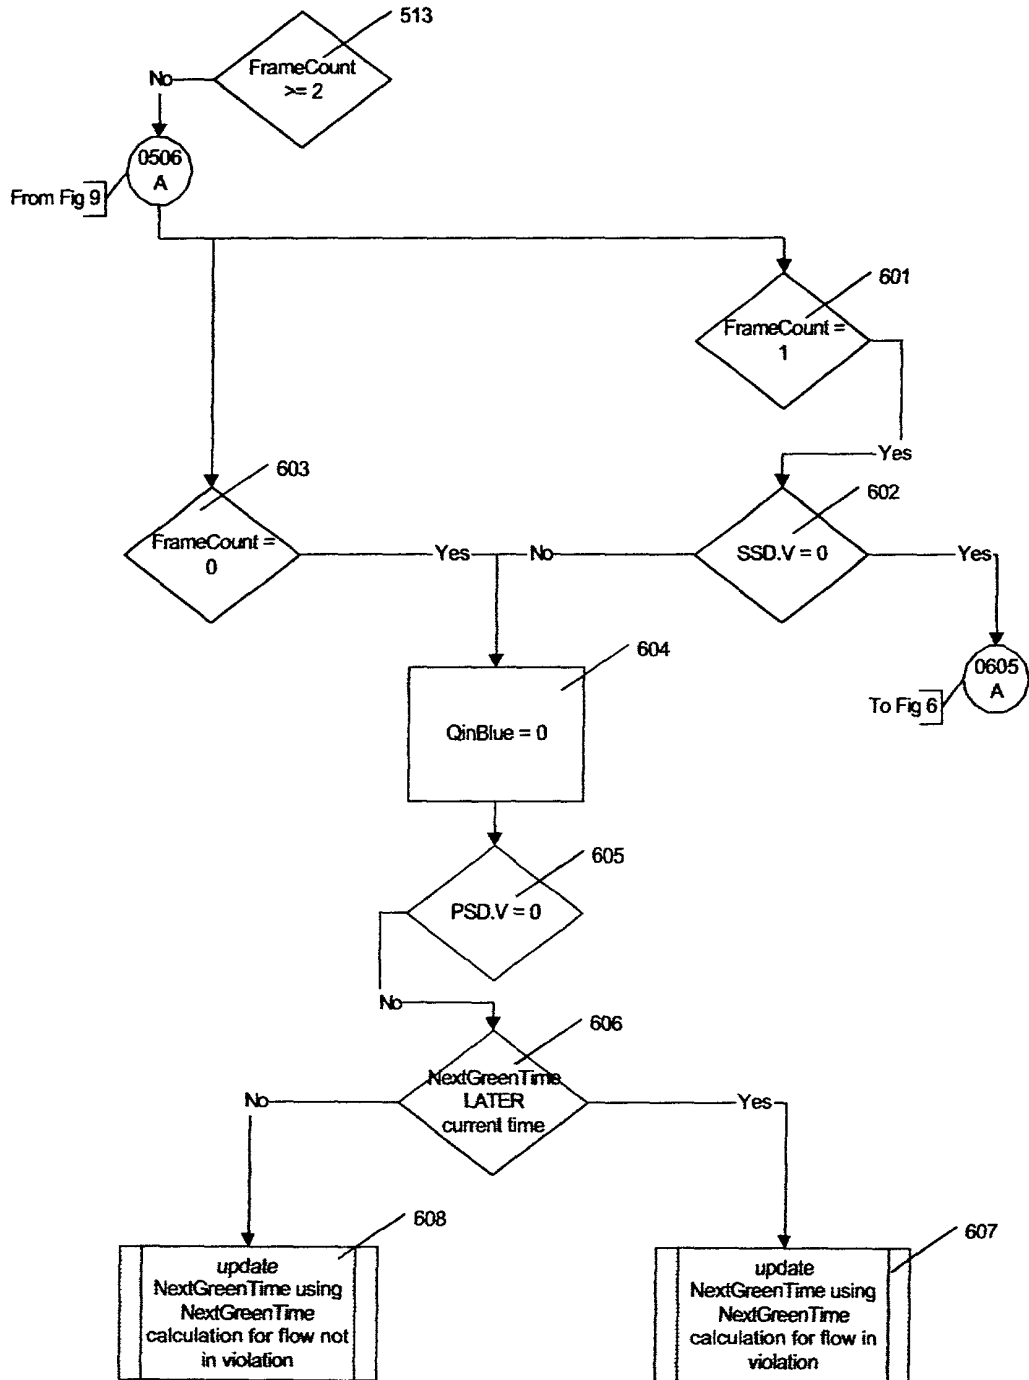 513
FrameCount
>= 2
No
0506
A
From Fig 9
601
FrameCount =
1
Yes
603
FrameCount =
0
Yes
No
602
SSD.V = 0
Yes
604
QinBlue = 0
0605
A
To Fig 6
605
PSD.V = 0
No
606
NextGreenTime
LATER
current time
No
Yes
608
update
NextGreenTime using
NextGreenTime
calculation for flow not
in violation
607
update
NextGreenTime using
NextGreenTime
calculation for flow in
violation